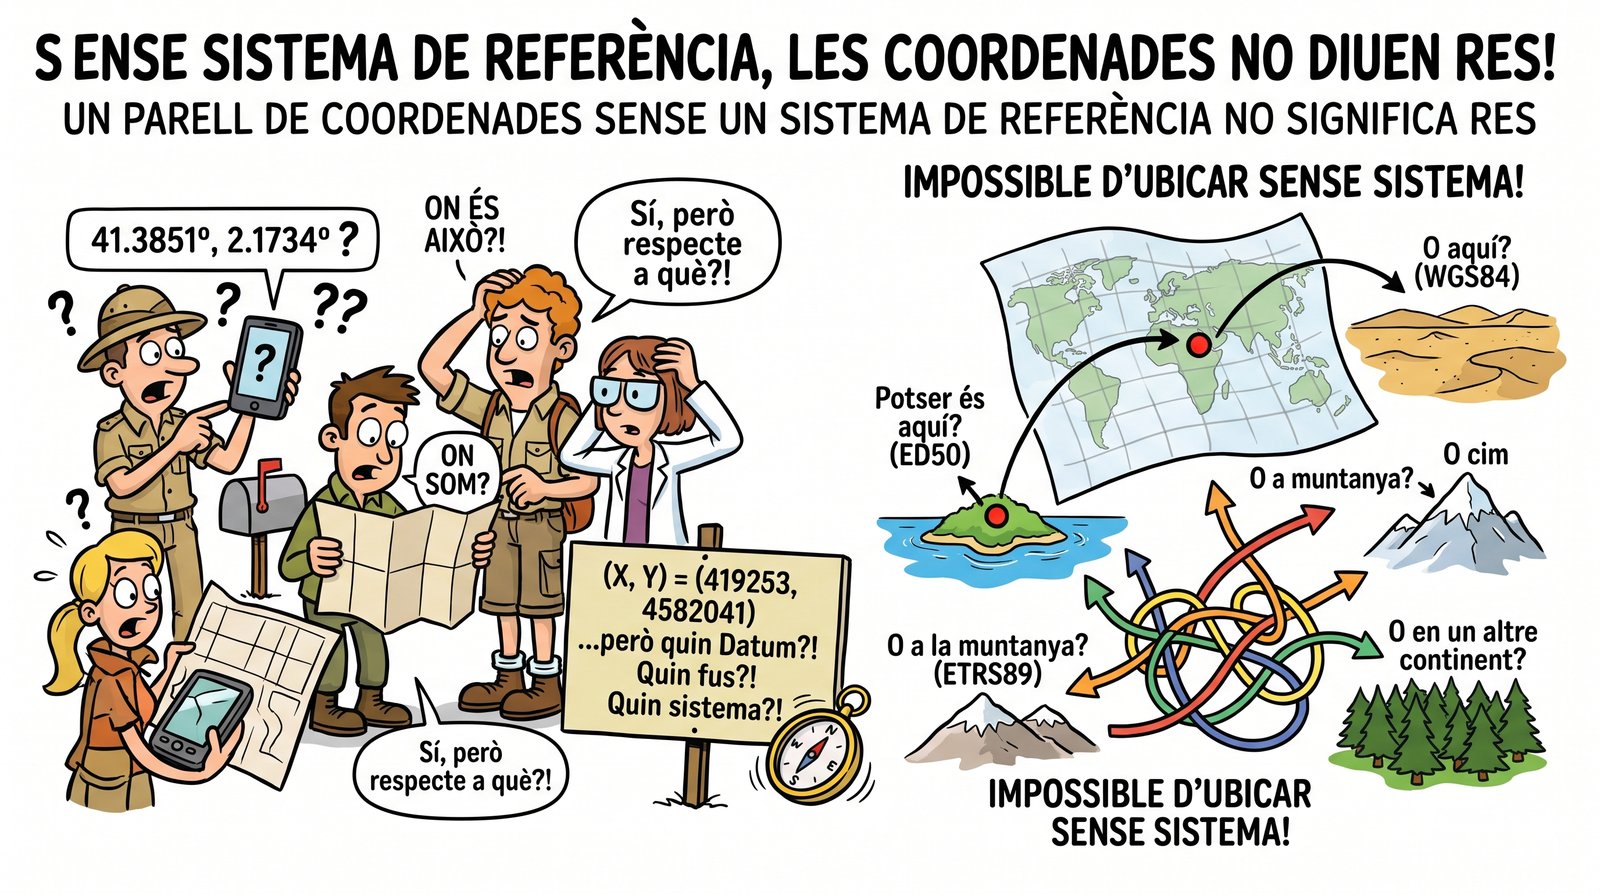 SENSE SISTEMA DE REFERÈNCIA, LES COORDENADES NO DIUEN RES!
UN PARELL DE COORDENADES SENSE UN SISTEMA DE REFERÈNCIA NO SIGNIFICA RES
41.3851º, 2.1734º ?
? ? ??
?
?
ON ÉS
AIXÒ?!
Sí, però
respecte
a què?!
ON
SOM?
(X, Y) = (419253,
4582041)
...però quin Datum?!
Quin fus?!
Quin sistema?!
N
E
S
W
Sí, però
respecte a què?!
IMPOSSIBLE D'UBICAR SENSE SISTEMA!
O aquí?
(WGS84)
Potser és
aquí?
(ED50)
O cim
O a muntanya?
O a la muntanya?
(ETRS89)
O en un altre
continent?
IMPOSSIBLE D'UBICAR
SENSE SISTEMA!